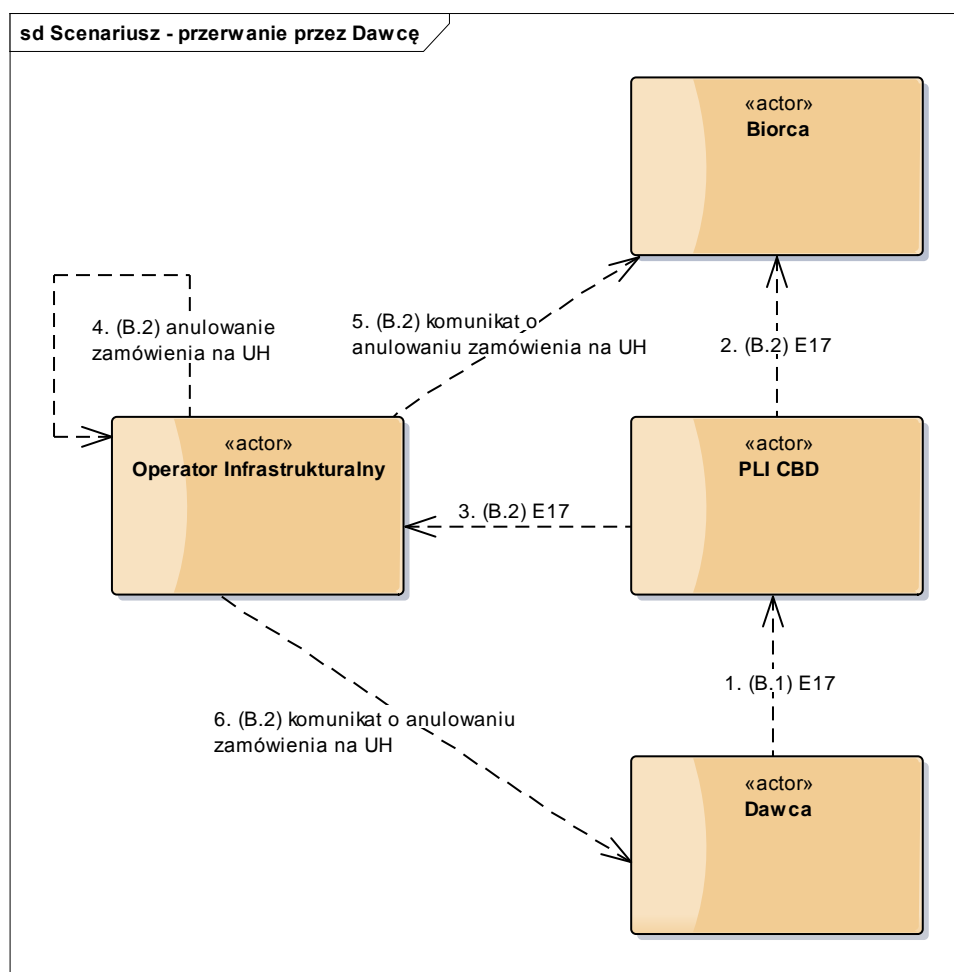 sd Scenariusz - przerwanie przez Dawcę
«actor»
Biorca
4. (B.2) anulowanie
zamówienia na UH
5. (B.2) komunikat o
anulowaniu zamówienia na UH
2. (B.2) E17
«actor»
Operator Infrastrukturalny
«actor»
PLI CBD
3. (B.2) E17
1. (B.1) E17
6. (B.2) komunikat o anulowaniu
zamówienia na UH
«actor»
Dawca